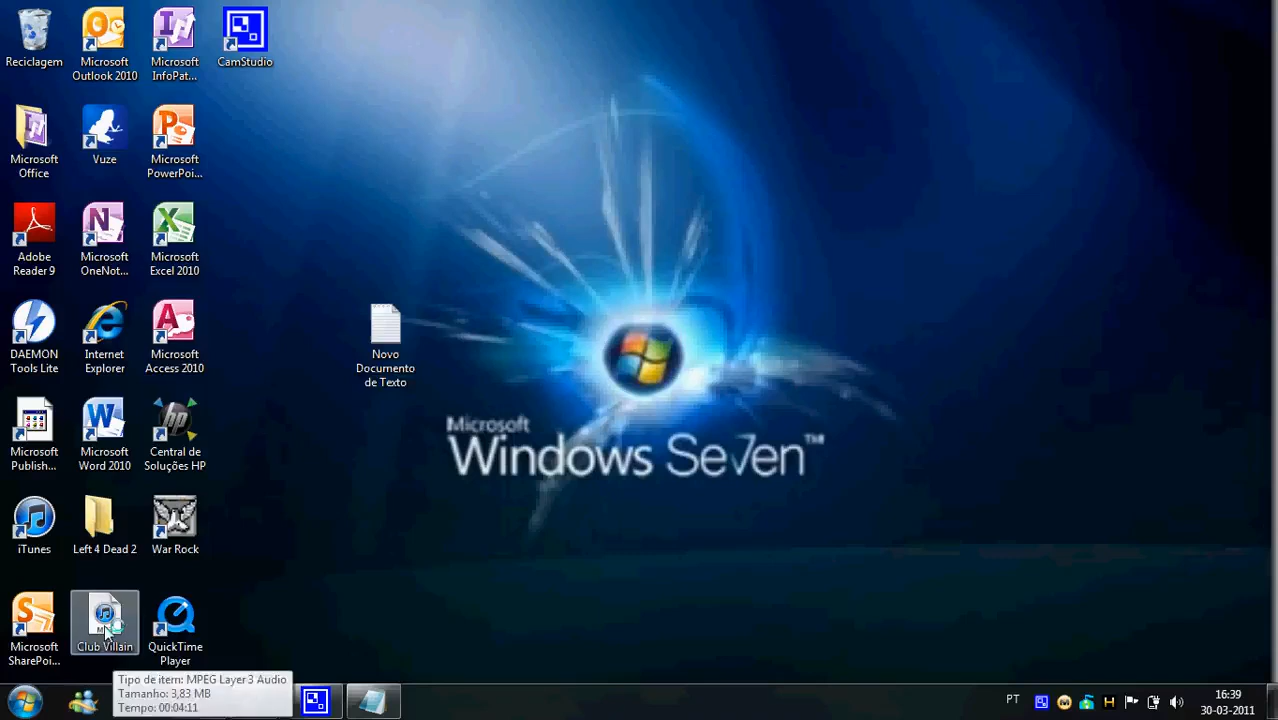 Reciclagem
Microsoft
Outlook 2010
Microsoft
InfoPat...
CamStudio
Microsoft
Office
Vuze
Microsoft
PowerPoi...
Adobe
Reader 9
Microsoft
OneNot...
Microsoft
Excel 2010
DAEMON
Tools Lite
Internet
Explorer
Microsoft
Access 2010
Novo
Documento
de Texto
Microsoft
Publish...
Microsoft
Word 2010
Central de
Soluções HP
Microsoft
Windows Se7en™
iTunes
Left 4 Dead 2
War Rock
Microsoft
SharePoi...
Club Villain
QuickTime
Player
Tipo de item: MPEG Layer 3 Audio
Tamanho: 3,83 MB
Tempo: 00:04:11
PT
16:39
30-03-2011